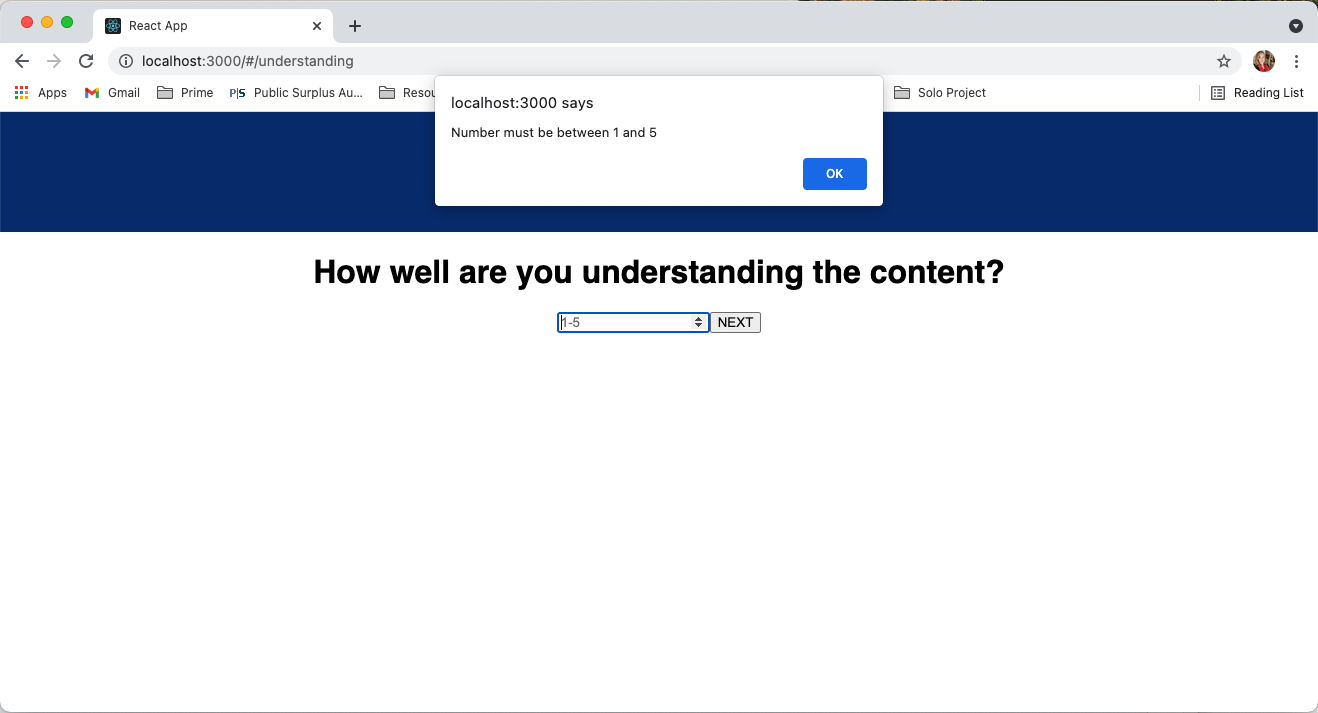 React App
localhost:3000/#/understanding
Apps Gmail Prime P|S Public Surplus Au... Resou Solo Project Reading List
localhost:3000 says
Number must be between 1 and 5
OK
How well are you understanding the content?
1-5 NEXT